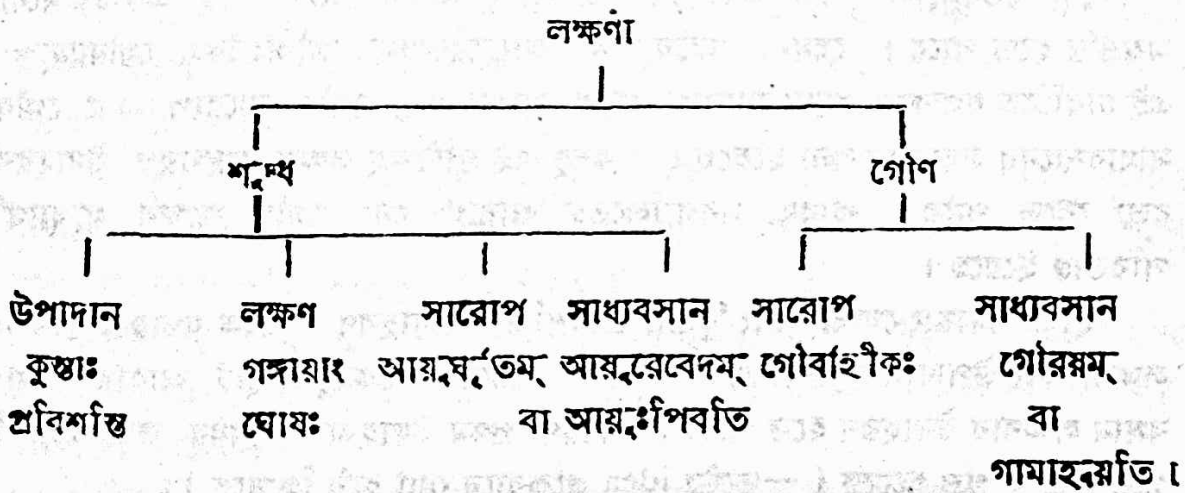 লক্ষণা
শুদ্ধ গৌণ
উপাদান লক্ষণ সারোপ সাধ্যবসান সারোপ সাধ্যবসান
কুন্তাঃ গঙ্গায়াং আয়ুর্ঘৃতম্ আয়ুরেবেদম্ গৌর্বাহীকঃ গৌরয়ম্
প্রবিশন্তি ঘোষঃ বা আয়ুঃপিবতি বা
গামাহ্বয়তি।